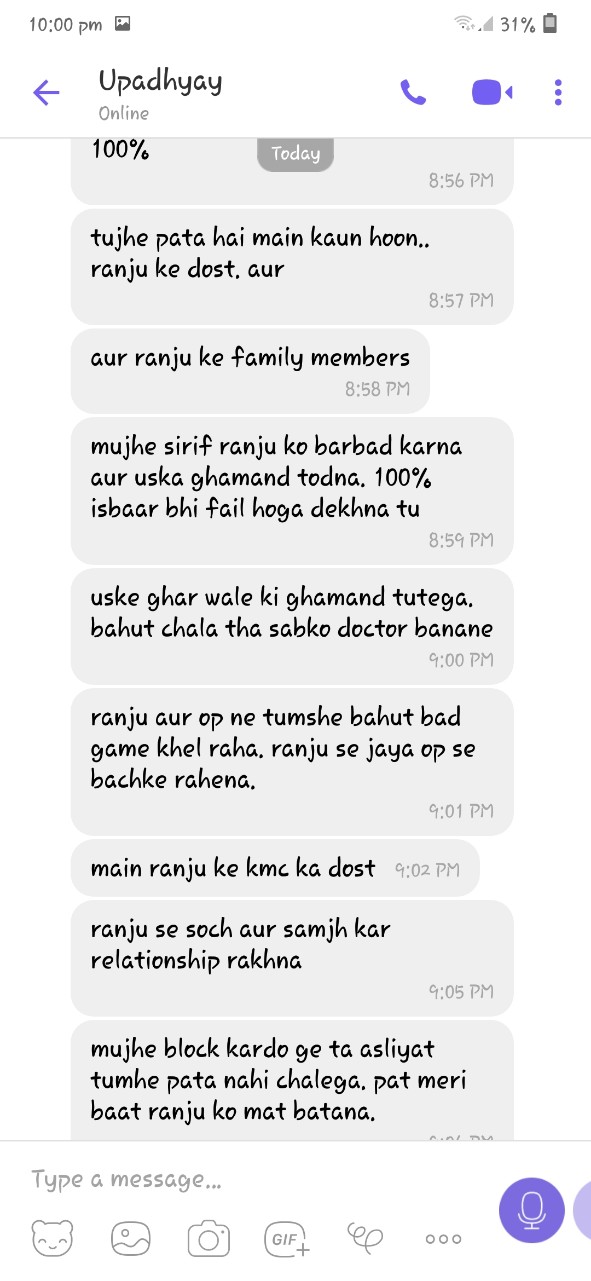 10:00 pm
31%
Upadhyay
Online
100%
Today
8:56 PM
tujhe pata hai main kaun hoon..
ranju ke dost. aur
8:57 PM
aur ranju ke family members
8:58 PM
mujhe sirif ranju ko barbad karna
aur uska ghamand todna. 100%
isbaar bhi fail hoga dekhna tu
8:59 PM
uske ghar wale ki ghamand tutega.
bahut chala tha sabko doctor banane
9:00 PM
ranju aur op ne tumshe bahut bad
game khel raha. ranju se jaya op se
bachke rahena.
9:01 PM
main ranju ke kmc ka dost 9:02 PM
ranju se soch aur samjh kar
relationship rakhna
9:05 PM
mujhe block kardo ge ta asliyat
tumhe pata nahi chalega. pat meri
baat ranju ko mat batana.
Type a message...
GIF